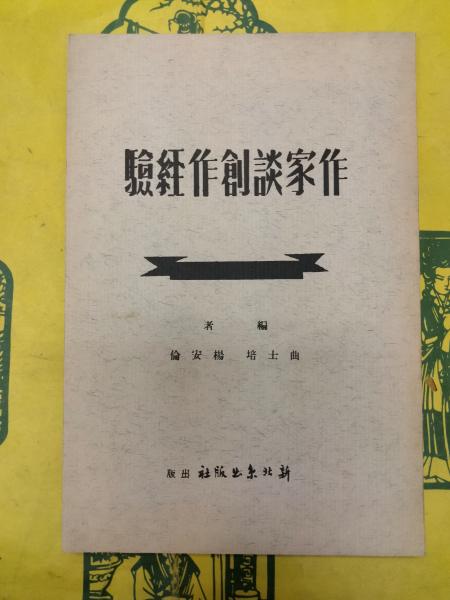 作家談創作經驗
編者
曲士培 楊安倫
新北京出版社出版